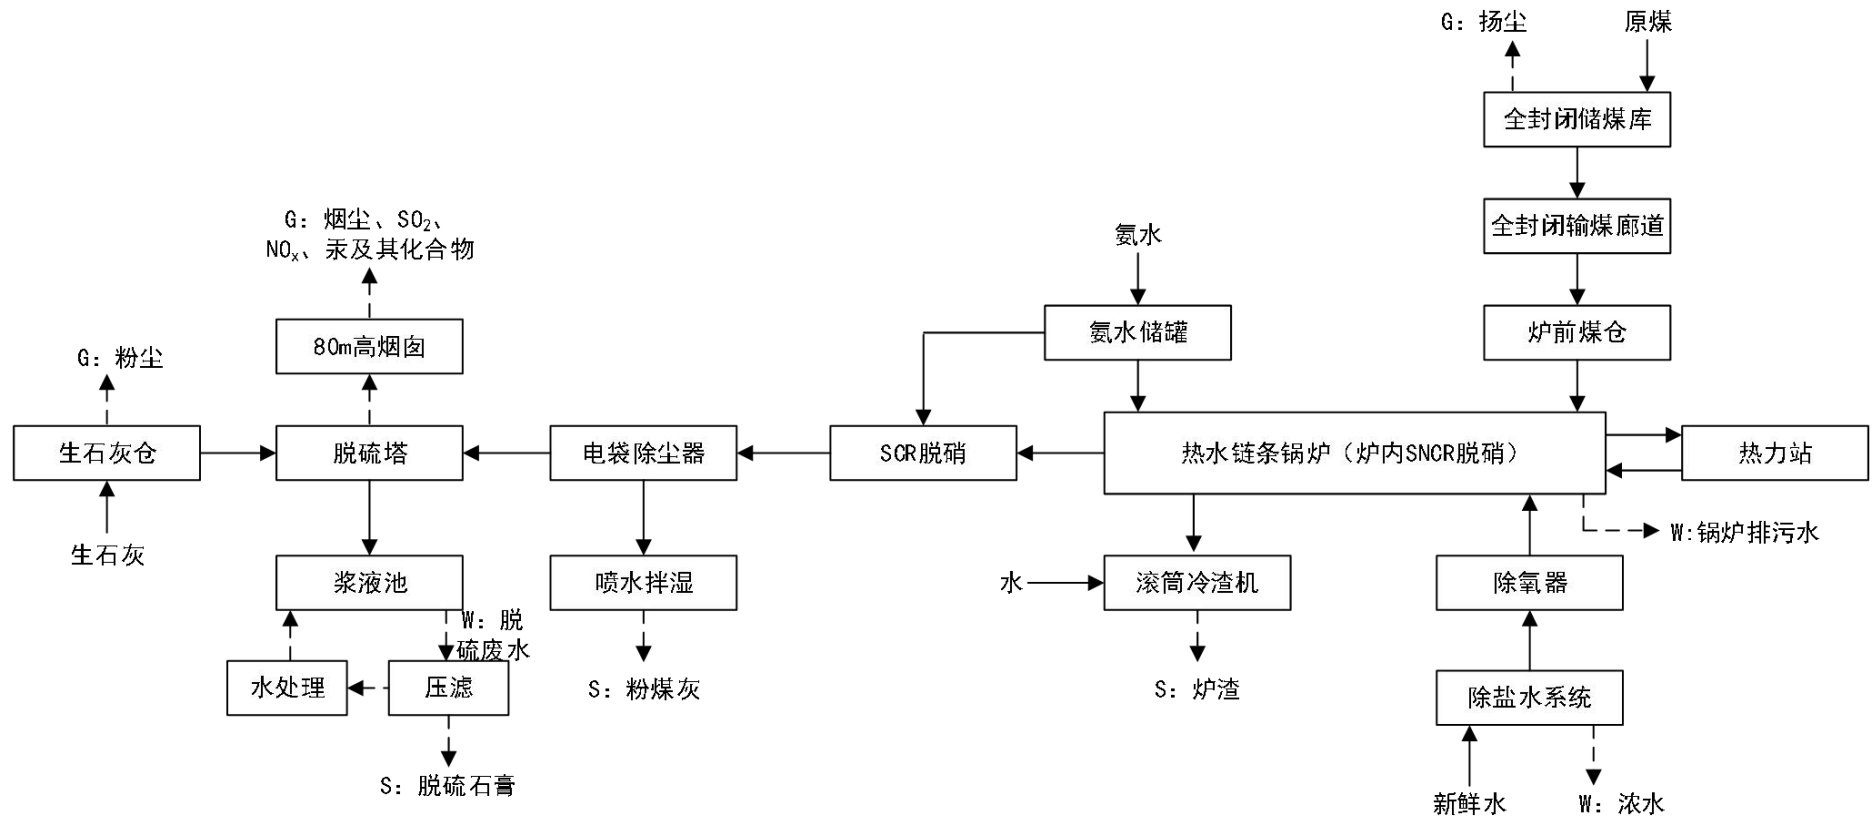 G: 扬尘
原煤
全封闭储煤库
全封闭输煤廊道
炉前煤仓
G: 烟尘、SO₂、
NOₓ、汞及其化合物
80m高烟囱
氨水
氨水储罐
G: 粉尘
生石灰仓
脱硫塔
电袋除尘器
SCR脱硝
热水链条锅炉（炉内SNCR脱硝）
热力站
生石灰
浆液池
喷水拌湿
水
滚筒冷渣机
除氧器
W:锅炉排污水
W: 脱
硫废水
水处理
压滤
S: 粉煤灰
S: 炉渣
除盐水系统
S: 脱硫石膏
新鲜水
W: 浓水